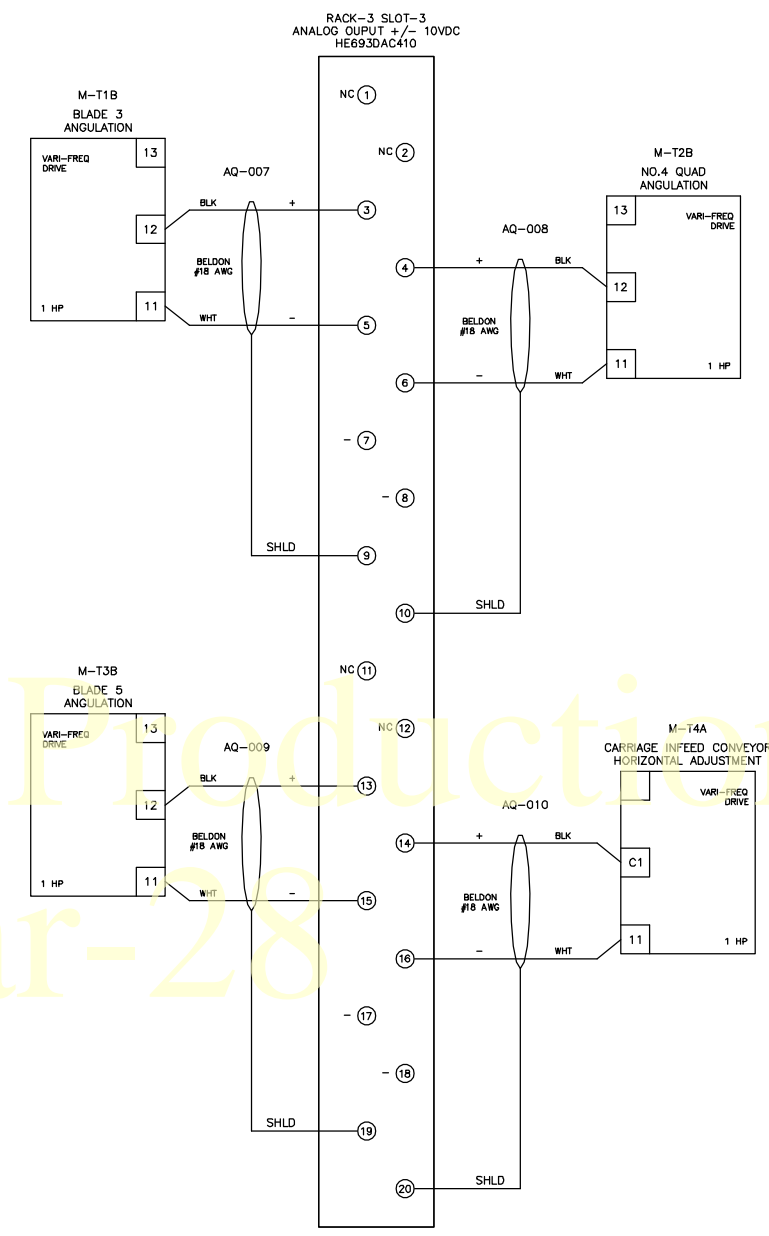 RACK-3 SLOT-3
ANALOG OUPUT +/- 10VDC
HE693DAC410
NC 1
NC 2
3
4
5
6
- 7
- 8
9
10
NC 11
NC 12
13
14
15
16
- 17
- 18
19
20
M-T1B
BLADE 3
ANGULATION
VARI-FREQ
DRIVE
13
12
11
1 HP
AQ-007
BLK +
BELDON
#18 AWG
WHT -
SHLD
M-T2B
NO.4 QUAD
ANGULATION
13
VARI-FREQ
DRIVE
12
11
1 HP
AQ-008
+ BLK
BELDON
#18 AWG
- WHT
SHLD
M-T3B
BLADE 5
ANGULATION
VARI-FREQ
DRIVE
13
12
11
1 HP
AQ-009
BLK +
BELDON
#18 AWG
WHT -
SHLD
M-T4A
CARRIAGE INFEED CONVEYOR
HORIZONTAL ADJUSTMENT
VARI-FREQ
DRIVE
C1
11
1 HP
AQ-010
+ BLK
BELDON
#18 AWG
- WHT
SHLD
Production
ar-28